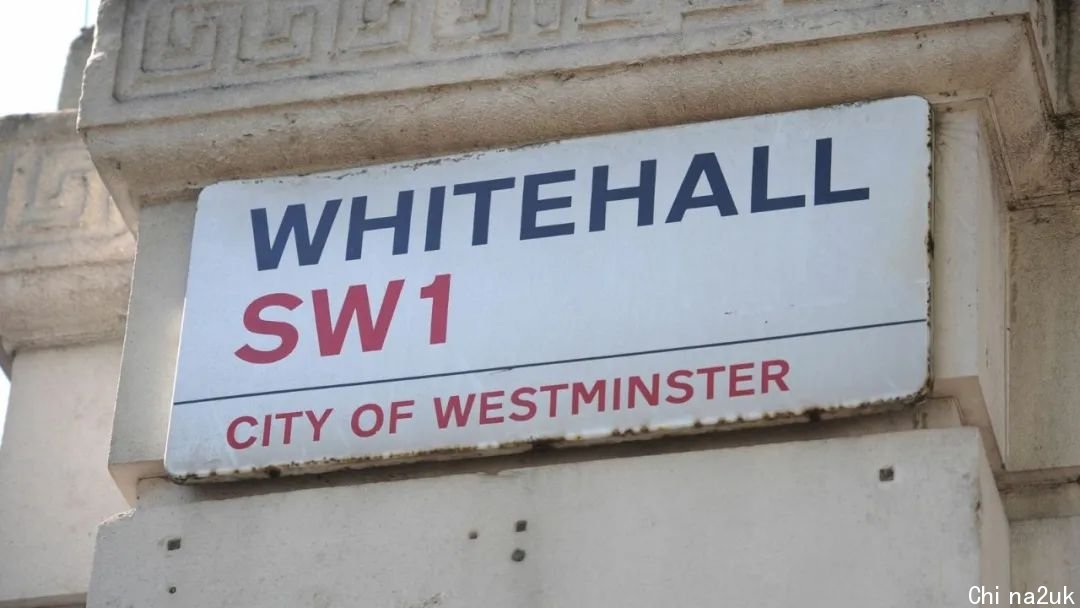 WHITEHALL
SW1
CITY OF WESTMINSTER
Chi na2uk